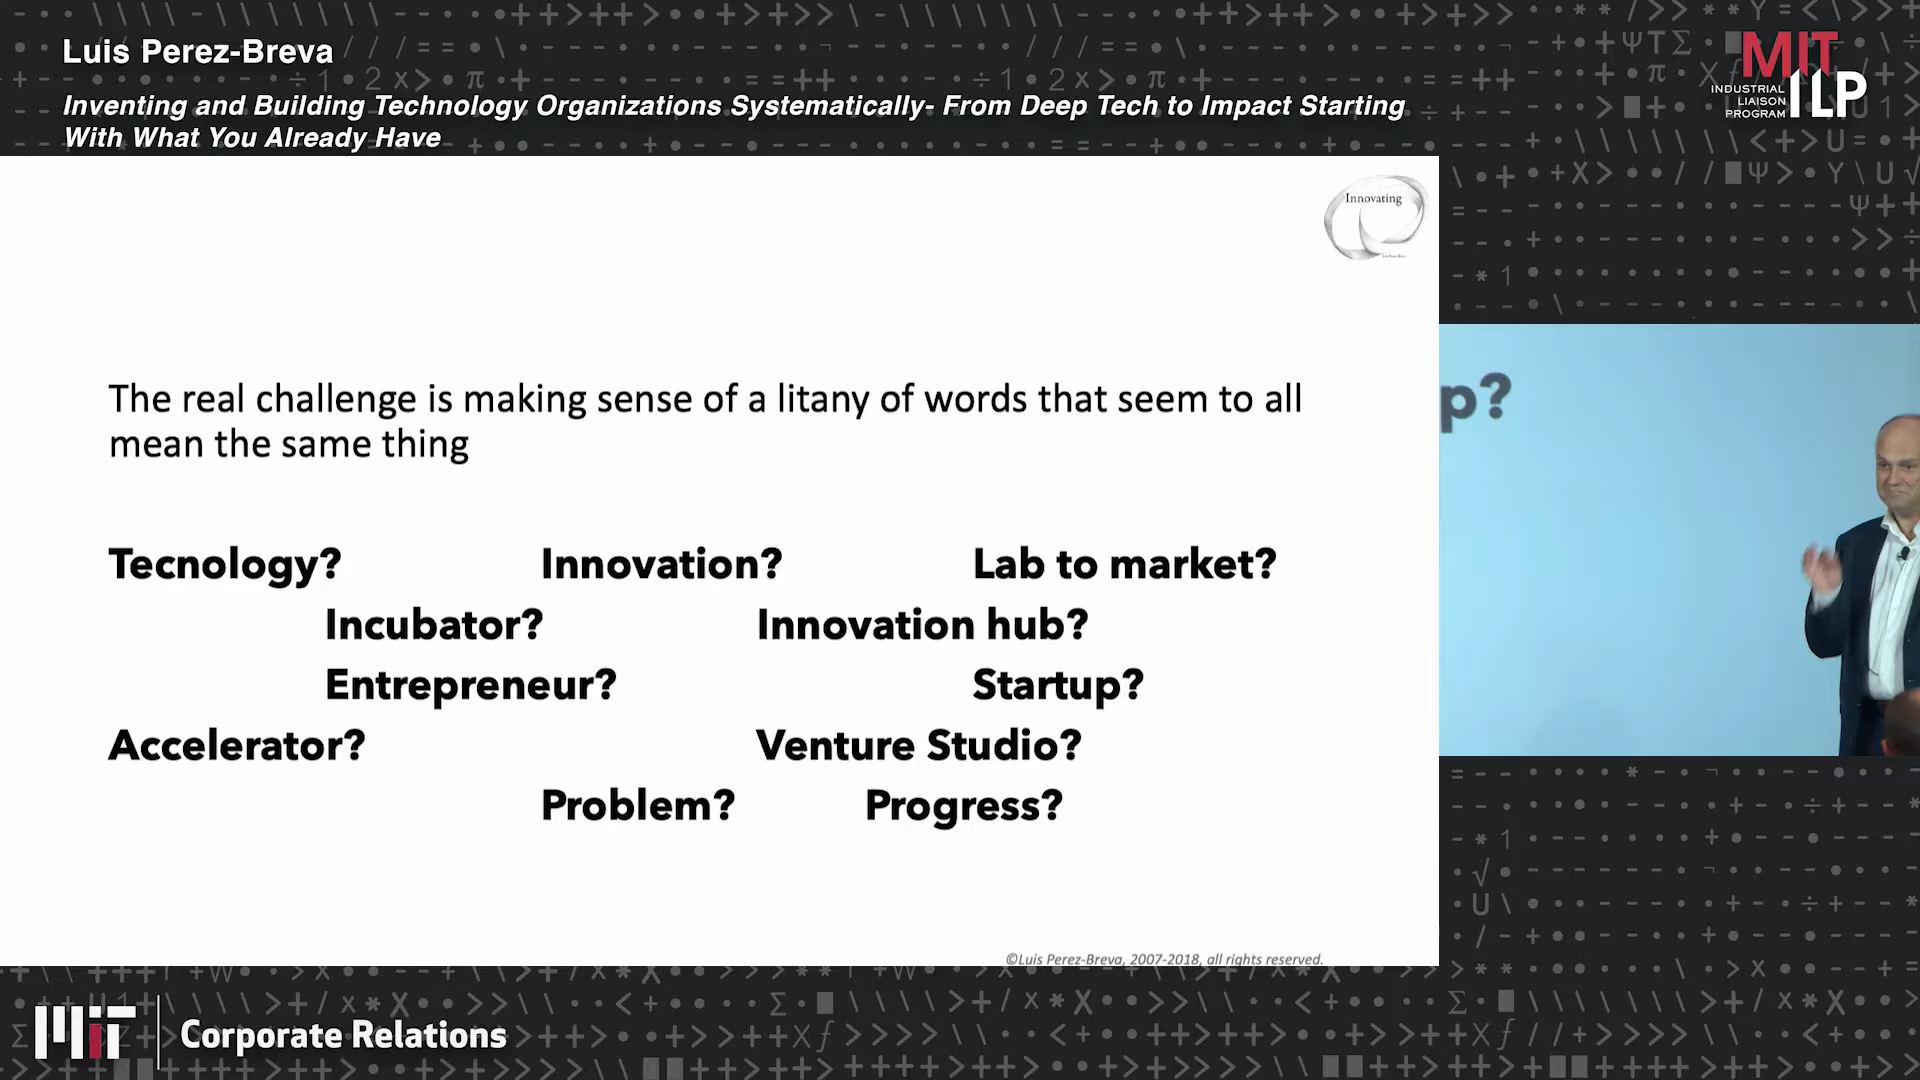 Luis Perez-Breva
Inventing and Building Technology Organizations Systematically- From Deep Tech to Impact Starting
With What You Already Have
MIT
ILP
INDUSTRIAL
LIAISON
PROGRAM
Innovating
The real challenge is making sense of a litany of words that seem to all
mean the same thing
Tecnology? Innovation? Lab to market?
Incubator? Innovation hub?
Entrepreneur? Startup?
Accelerator? Venture Studio?
Problem? Progress?
©Luis Perez-Breva, 2007-2018, all rights reserved.
p?
MIT Corporate Relations